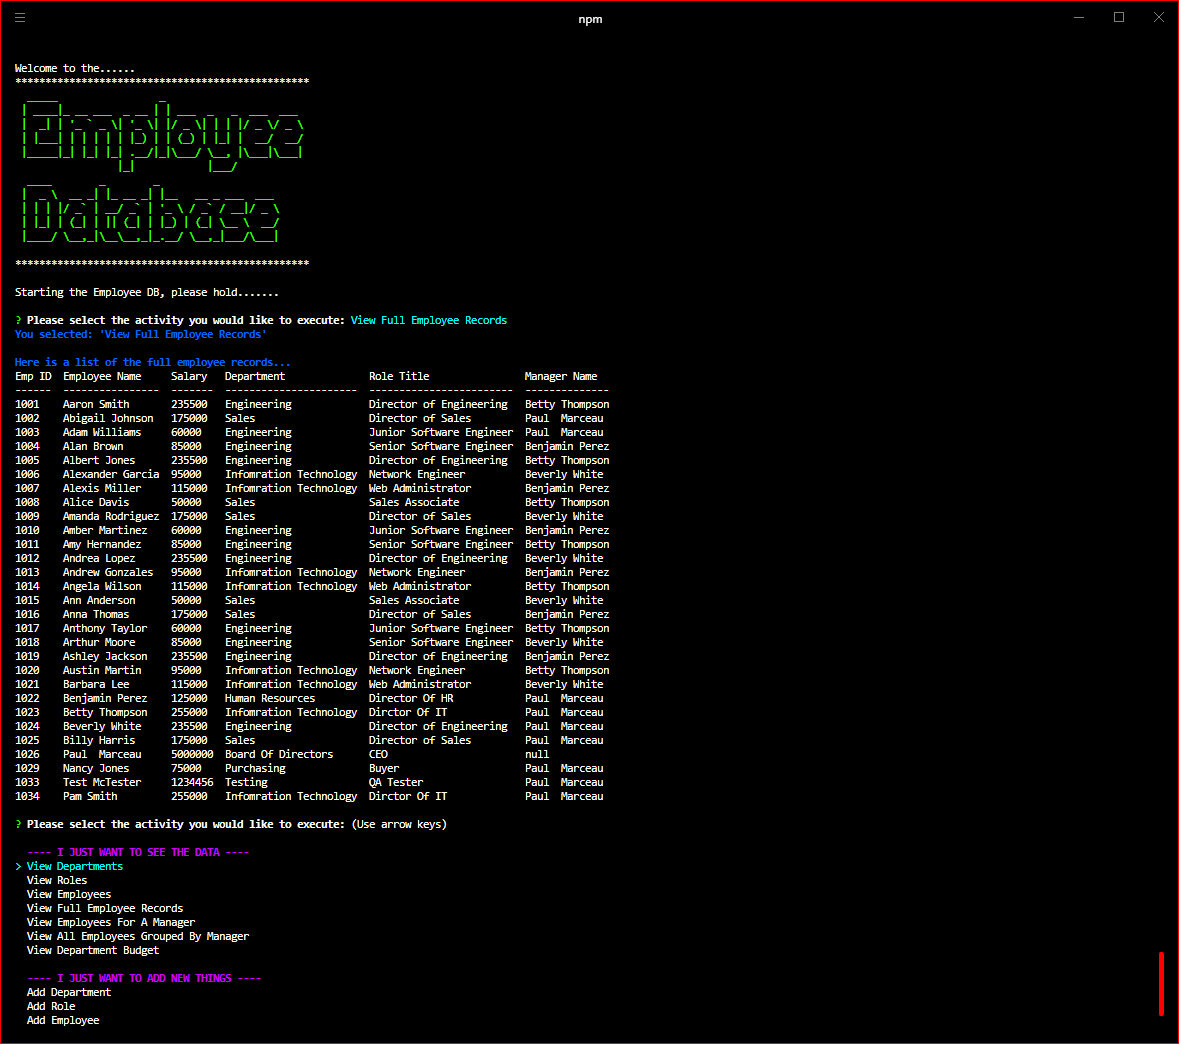 npm
Welcome to the......
*************************************************
Employee
Database
*************************************************
Starting the Employee DB, please hold.......
? Please select the activity you would like to execute: View Full Employee Records
You selected: 'View Full Employee Records'
Here is a list of the full employee records...
Emp ID  Employee Name     Salary   Department              Role Title                Manager Name
------  ----------------  -------  ----------------------  ------------------------  --------------
1001    Aaron Smith       235500   Engineering             Director of Engineering   Betty Thompson
1002    Abigail Johnson   175000   Sales                   Director of Sales         Paul  Marceau
1003    Adam Williams     60000    Engineering             Junior Software Engineer  Paul  Marceau
1004    Alan Brown        85000    Engineering             Senior Software Engineer  Benjamin Perez
1005    Albert Jones      235500   Engineering             Director of Engineering   Betty Thompson
1006    Alexander Garcia  95000    Infomration Technology  Network Engineer          Beverly White
1007    Alexis Miller     115000   Infomration Technology  Web Administrator         Benjamin Perez
1008    Alice Davis       50000    Sales                   Sales Associate           Betty Thompson
1009    Amanda Rodriguez  175000   Sales                   Director of Sales         Beverly White
1010    Amber Martinez    60000    Engineering             Junior Software Engineer  Benjamin Perez
1011    Amy Hernandez     85000    Engineering             Senior Software Engineer  Betty Thompson
1012    Andrea Lopez      235500   Engineering             Director of Engineering   Beverly White
1013    Andrew Gonzales   95000    Infomration Technology  Network Engineer          Benjamin Perez
1014    Angela Wilson     115000   Infomration Technology  Web Administrator         Betty Thompson
1015    Ann Anderson      50000    Sales                   Sales Associate           Beverly White
1016    Anna Thomas       175000   Sales                   Director of Sales         Benjamin Perez
1017    Anthony Taylor    60000    Engineering             Junior Software Engineer  Betty Thompson
1018    Arthur Moore      85000    Engineering             Senior Software Engineer  Beverly White
1019    Ashley Jackson    235500   Engineering             Director of Engineering   Benjamin Perez
1020    Austin Martin     95000    Infomration Technology  Network Engineer          Betty Thompson
1021    Barbara Lee       115000   Infomration Technology  Web Administrator         Beverly White
1022    Benjamin Perez    125000   Human Resources         Director Of HR            Paul  Marceau
1023    Betty Thompson    255000   Infomration Technology  Dirctor Of IT             Paul  Marceau
1024    Beverly White     235500   Engineering             Director of Engineering   Paul  Marceau
1025    Billy Harris      175000   Sales                   Director of Sales         Paul  Marceau
1026    Paul  Marceau     5000000  Board Of Directors      CEO                       null
1029    Nancy Jones       75000    Purchasing              Buyer                     Paul  Marceau
1033    Test McTester     1234456  Testing                 QA Tester                 Paul  Marceau
1034    Pam Smith         255000   Infomration Technology  Dirctor Of IT             Paul  Marceau
? Please select the activity you would like to execute: (Use arrow keys)
---- I JUST WANT TO SEE THE DATA ----
> View Departments
View Roles
View Employees
View Full Employee Records
View Employees For A Manager
View All Employees Grouped By Manager
View Department Budget
---- I JUST WANT TO ADD NEW THINGS ----
Add Department
Add Role
Add Employee